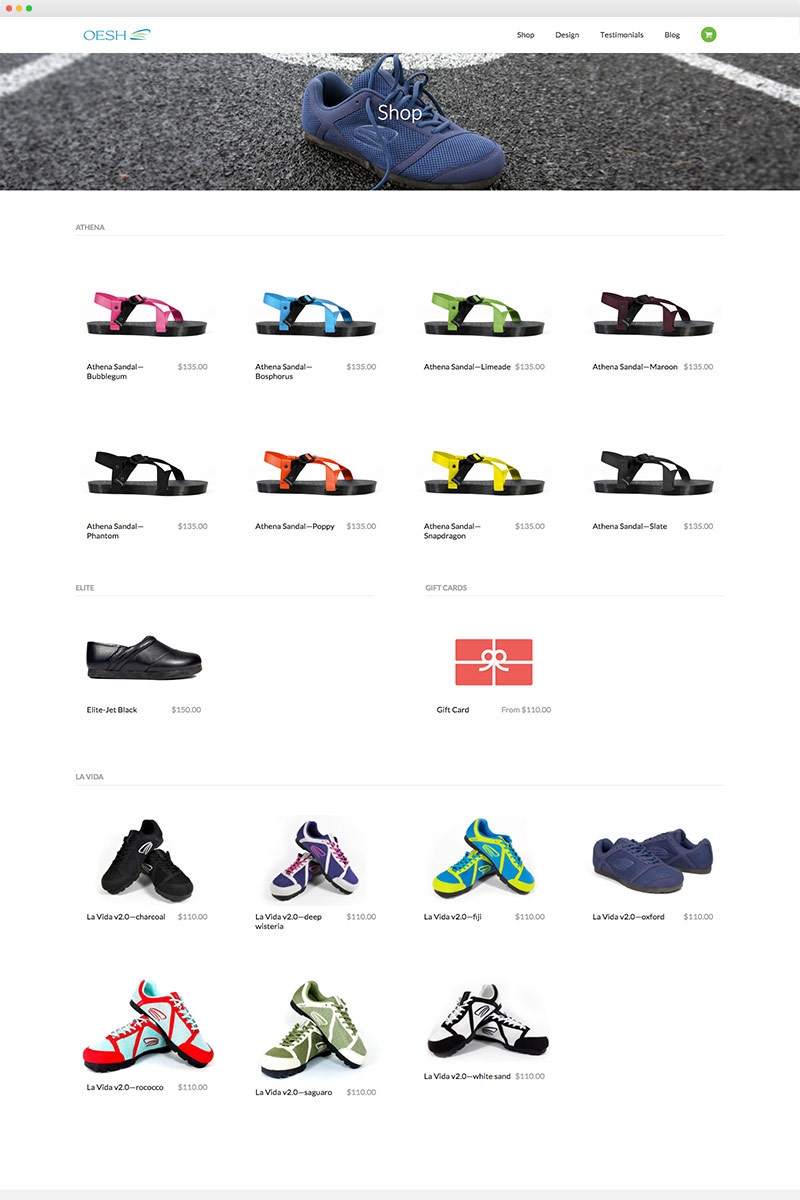 OESH
Shop Design Testimonials Blog
Shop
ATHENA
Athena Sandal—Bubblegum $135.00
Athena Sandal—Bosphorus $135.00
Athena Sandal—Limeade $135.00
Athena Sandal—Maroon $135.00
Athena Sandal—Phantom $135.00
Athena Sandal—Poppy $135.00
Athena Sandal—Snapdragon $135.00
Athena Sandal—Slate $135.00
ELITE
Elite-Jet Black $150.00
GIFT CARDS
Gift Card From $110.00
LA VIDA
La Vida v2.0—charcoal $110.00
La Vida v2.0—deep wisteria $110.00
La Vida v2.0—fiji $110.00
La Vida v2.0—oxford $110.00
La Vida v2.0—rococco $110.00
La Vida v2.0—saguaro $110.00
La Vida v2.0—white sand $110.00